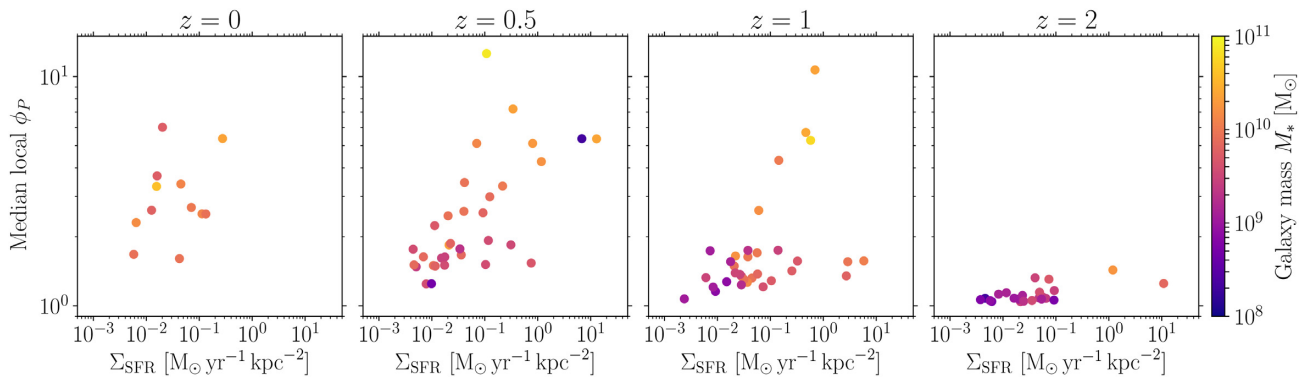 z = 0
z = 0.5
z = 1
z = 2
Median local ϕ_P
10¹
10⁰
10⁻³ 10⁻² 10⁻¹ 10⁰ 10¹
10⁻³ 10⁻² 10⁻¹ 10⁰ 10¹
10⁻³ 10⁻² 10⁻¹ 10⁰ 10¹
10⁻³ 10⁻² 10⁻¹ 10⁰ 10¹
Σ_SFR [M_⊙ yr⁻¹ kpc⁻²]
Σ_SFR [M_⊙ yr⁻¹ kpc⁻²]
Σ_SFR [M_⊙ yr⁻¹ kpc⁻²]
Σ_SFR [M_⊙ yr⁻¹ kpc⁻²]
10¹¹
10¹⁰
10⁹
10⁸
Galaxy mass M_* [M_⊙]